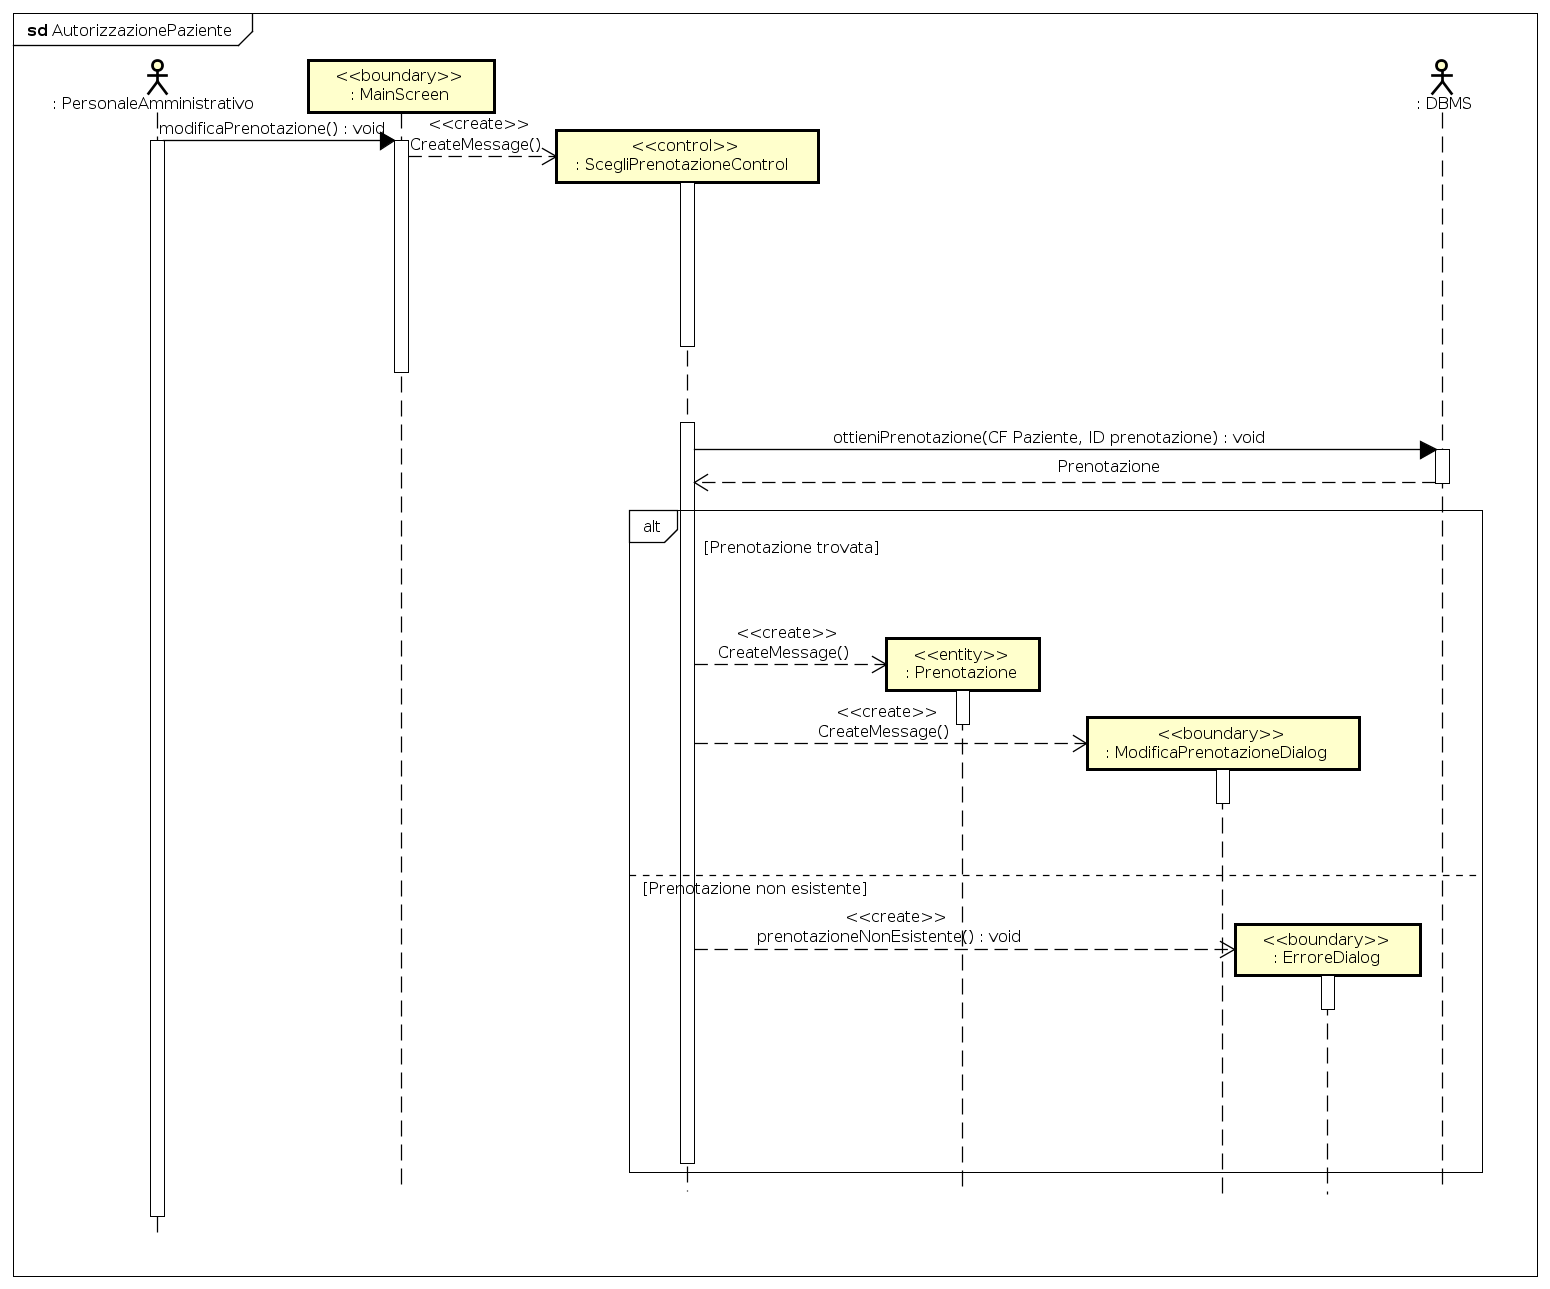 sd AutorizzazionePaziente
: PersonaleAmministrativo
<<boundary>>
: MainScreen
: DBMS
modificaPrenotazione() : void
<<create>>
CreateMessage()
<<control>>
: ScegliPrenotazioneControl
ottieniPrenotazione(CF Paziente, ID prenotazione) : void
Prenotazione
alt
[Prenotazione trovata]
<<create>>
CreateMessage()
<<entity>>
: Prenotazione
<<create>>
CreateMessage()
<<boundary>>
: ModificaPrenotazioneDialog
[Prenotazione non esistente]
<<create>>
prenotazioneNonEsistente() : void
<<boundary>>
: ErroreDialog